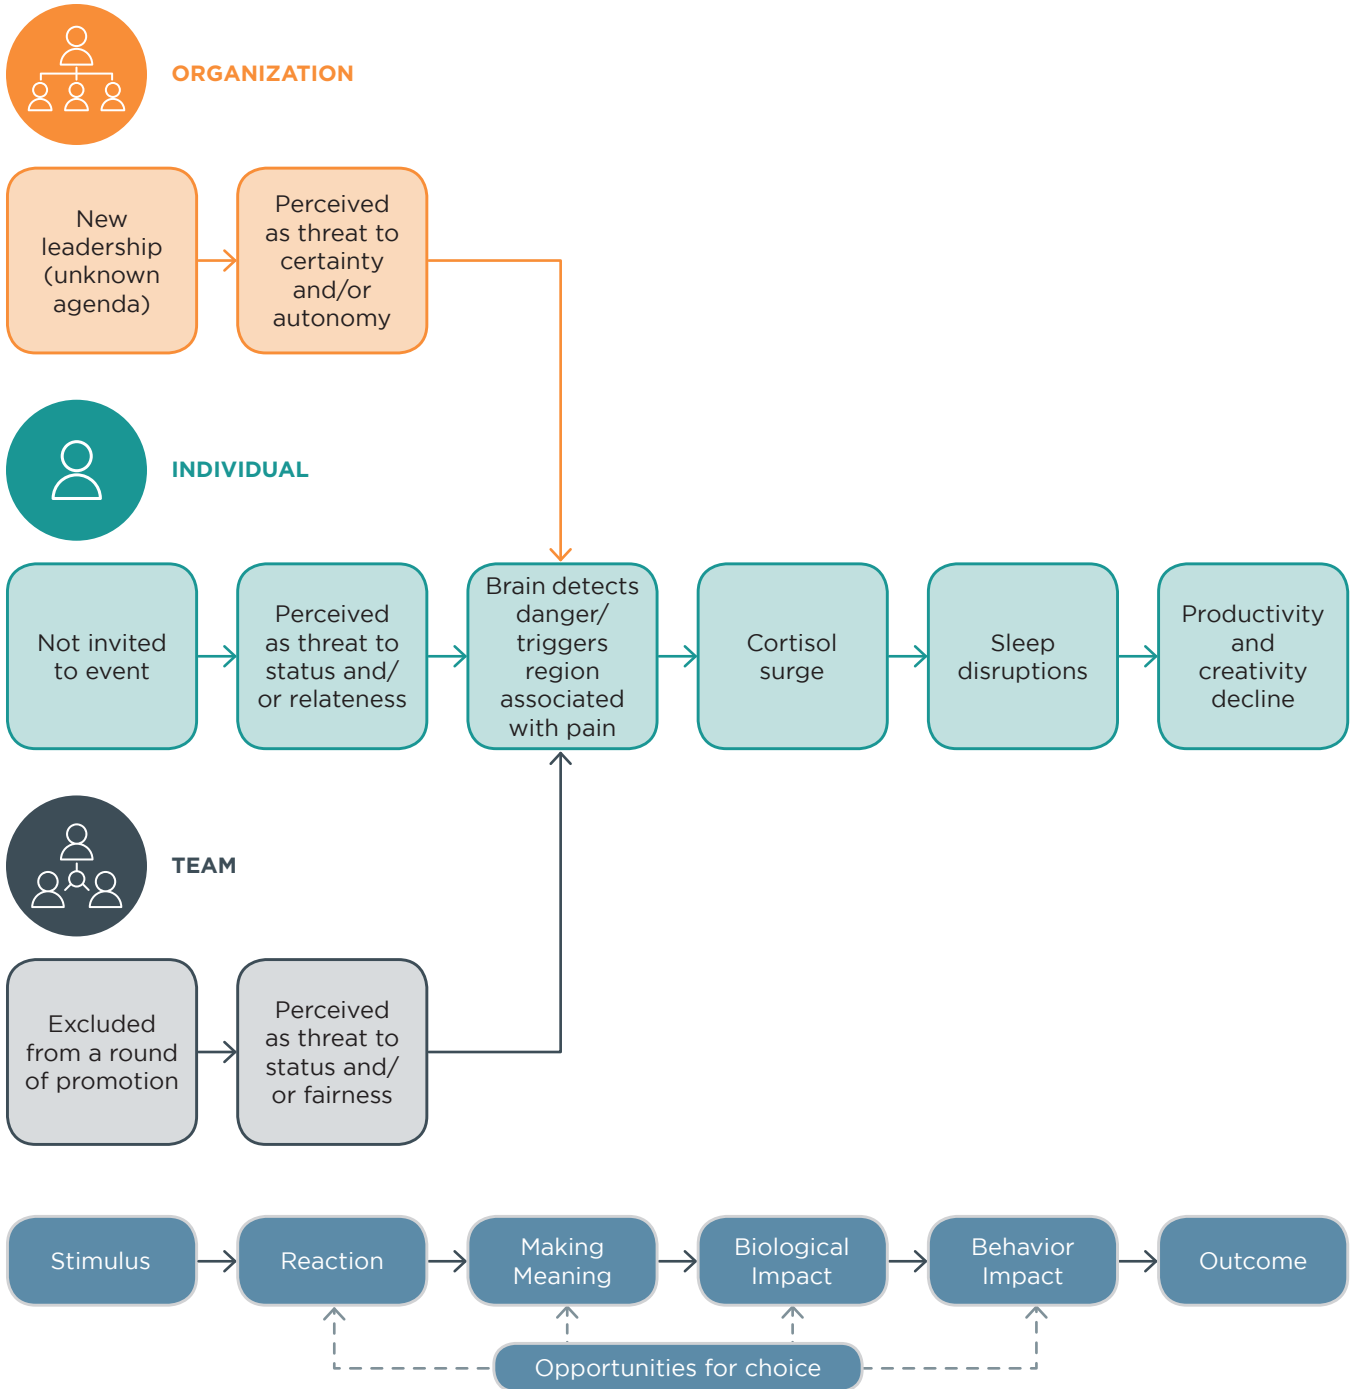 ORGANIZATION
New
leadership
(unknown
agenda)
Perceived
as threat to
certainty
and/or
autonomy
INDIVIDUAL
Not invited
to event
Perceived
as threat to
status and/
or relateness
Brain detects
danger/
triggers
region
associated
with pain
Cortisol
surge
Sleep
disruptions
Productivity
and
creativity
decline
TEAM
Excluded
from a round
of promotion
Perceived
as threat to
status and/
or fairness
Stimulus
Reaction
Making
Meaning
Biological
Impact
Behavior
Impact
Outcome
Opportunities for choice